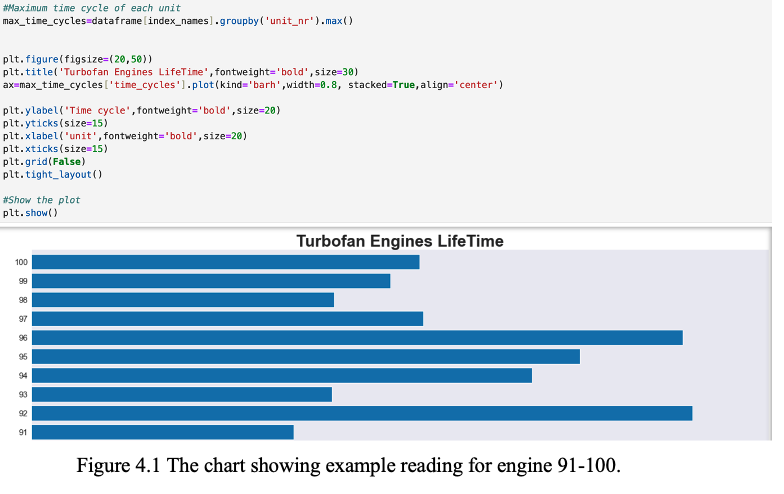 #Maximum time cycle of each unit
max_time_cycles=dataframe[index_names].groupby('unit_nr').max()
plt.figure(figsize=(20,50))
plt.title('Turbofan Engines LifeTime',fontweight='bold',size=30)
ax=max_time_cycles['time_cycles'].plot(kind='barh',width=0.8, stacked=True,align='center')
plt.ylabel('Time cycle',fontweight='bold',size=20)
plt.yticks(size=15)
plt.xlabel('unit',fontweight='bold',size=20)
plt.xticks(size=15)
plt.grid(False)
plt.tight_layout()
#Show the plot
plt.show()
Turbofan Engines LifeTime
100
99
98
97
96
95
94
93
92
91
Figure 4.1 The chart showing example reading for engine 91-100.